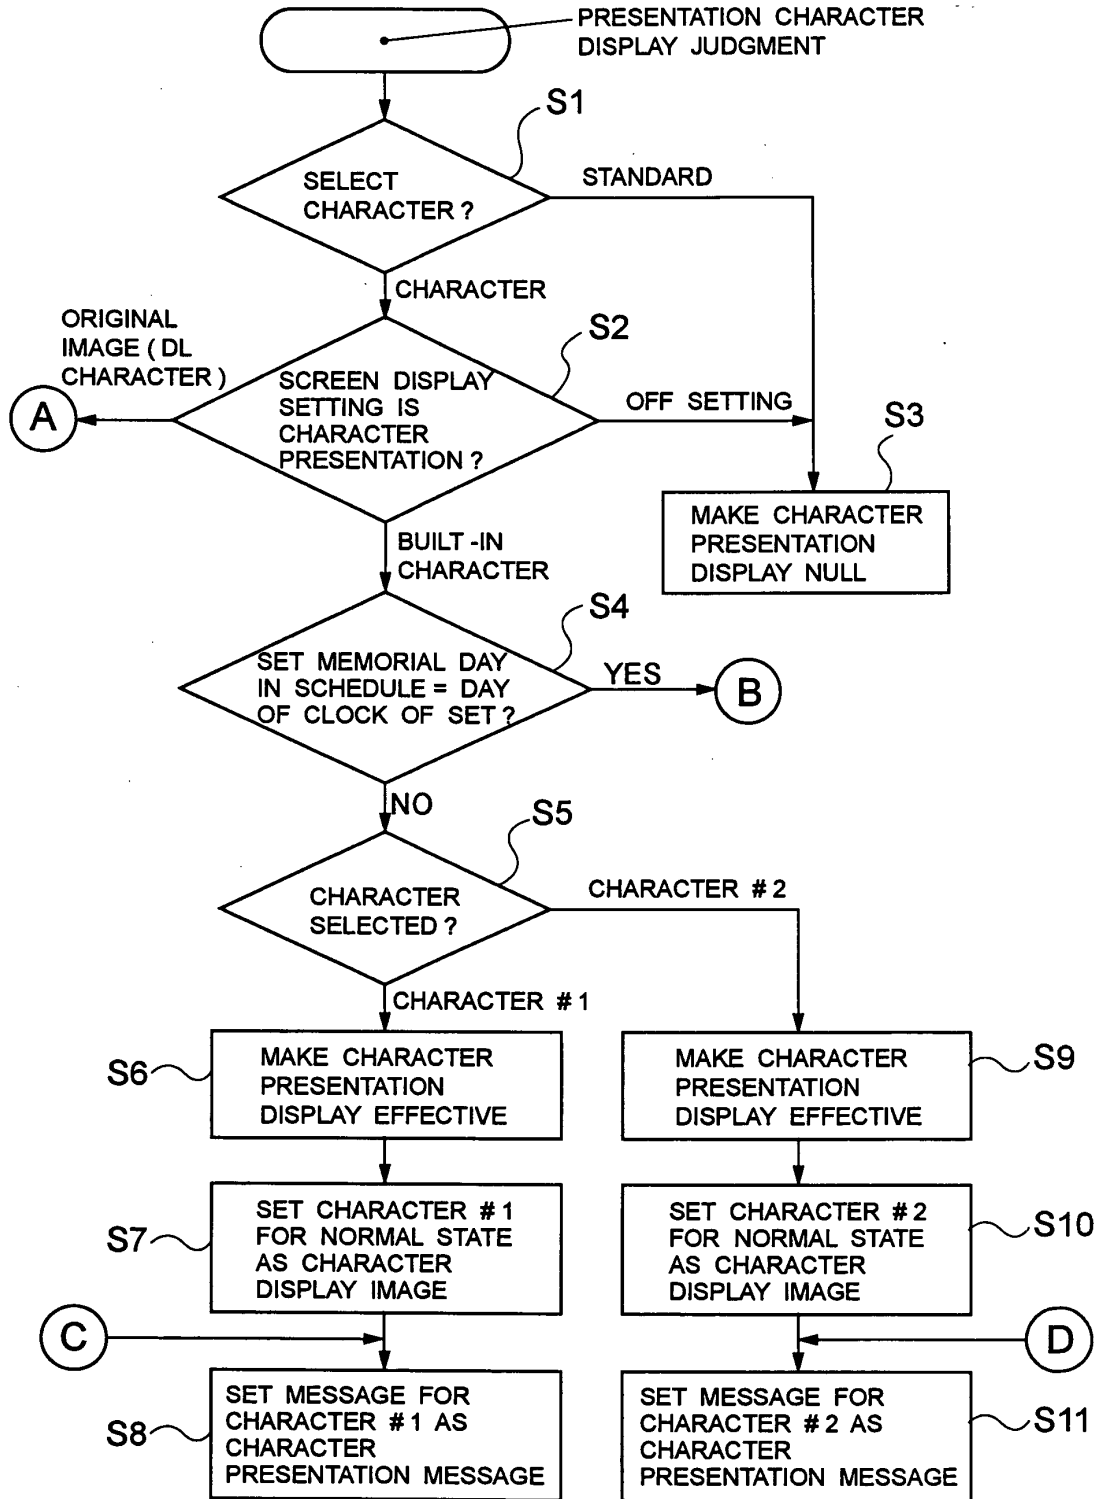 PRESENTATION CHARACTER
DISPLAY JUDGMENT
S1
SELECT
CHARACTER ?
STANDARD
CHARACTER
ORIGINAL
IMAGE ( DL
CHARACTER )
S2
SCREEN DISPLAY
SETTING IS
CHARACTER
PRESENTATION ?
A
OFF SETTING
S3
MAKE CHARACTER
PRESENTATION
DISPLAY NULL
BUILT -IN
CHARACTER
S4
SET MEMORIAL DAY
IN SCHEDULE = DAY
OF CLOCK OF SET ?
YES
B
NO
S5
CHARACTER
SELECTED ?
CHARACTER # 2
CHARACTER # 1
S6
MAKE CHARACTER
PRESENTATION
DISPLAY EFFECTIVE
MAKE CHARACTER
PRESENTATION
DISPLAY EFFECTIVE
S9
S7
SET CHARACTER # 1
FOR NORMAL STATE
AS CHARACTER
DISPLAY IMAGE
SET CHARACTER # 2
FOR NORMAL STATE
AS CHARACTER
DISPLAY IMAGE
S10
C
D
S8
SET MESSAGE FOR
CHARACTER # 1 AS
CHARACTER
PRESENTATION MESSAGE
SET MESSAGE FOR
CHARACTER # 2 AS
CHARACTER
PRESENTATION MESSAGE
S11